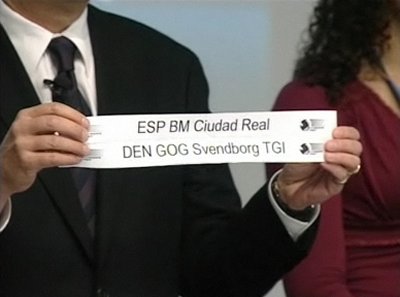 ESP BM Ciudad Real
DEN GOG Svendborg TGI